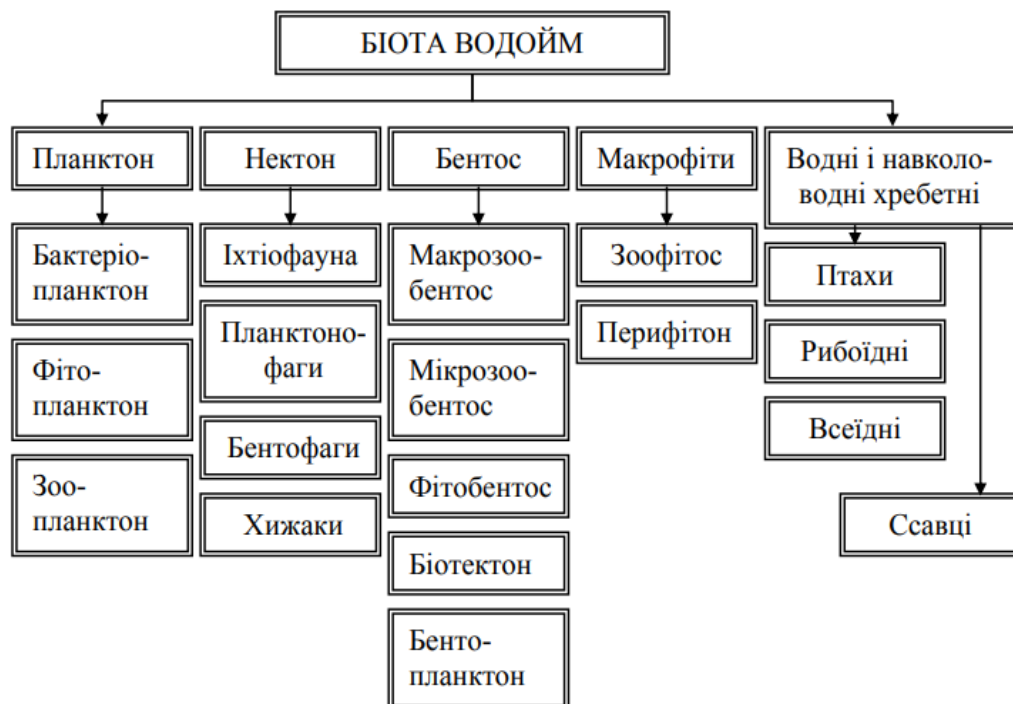 БІОТА ВОДОЙМ
Планктон
Бактеріо-
планктон
Фіто-
планктон
Зоо-
планктон
Нектон
Іхтіофауна
Планктоно-
фаги
Бентофаги
Хижаки
Бентос
Макрозоо-
бентос
Мікрозоо-
бентос
Фітобентос
Біотектон
Бенто-
планктон
Макрофіти
Зоофітос
Перифітон
Водні і навколо-
водні хребетні
Птахи
Рибоїдні
Всеїдні
Ссавці